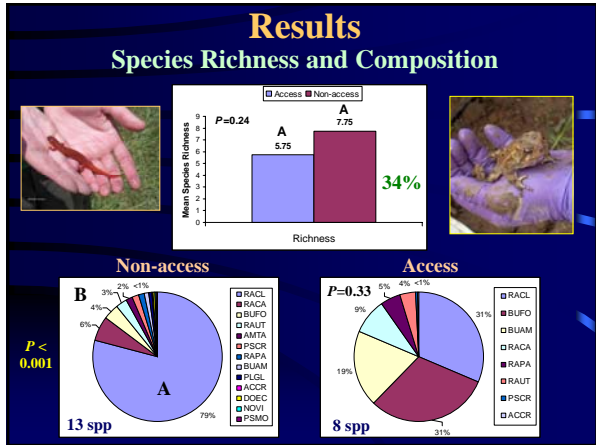 Results
Species Richness and Composition
Access Non-access
P=0.24
Mean Species Richness
9
8
7
6
5
4
3
2
1
0
A
5.75
A
7.75
34%
Richness
Non-access
B
P <
0.001
79%
6%
4%
3%
2%
<1%
A
13 spp
RACL
RACA
BUFO
RAUT
AMTA
PSCR
RAPA
BUAM
PLGL
ACCR
DOEC
NOVI
PSMO
Access
P=0.33
31%
31%
19%
9%
5%
4%
<1%
8 spp
RACL
BUFO
BUAM
RACA
RAPA
RAUT
PSCR
ACCR